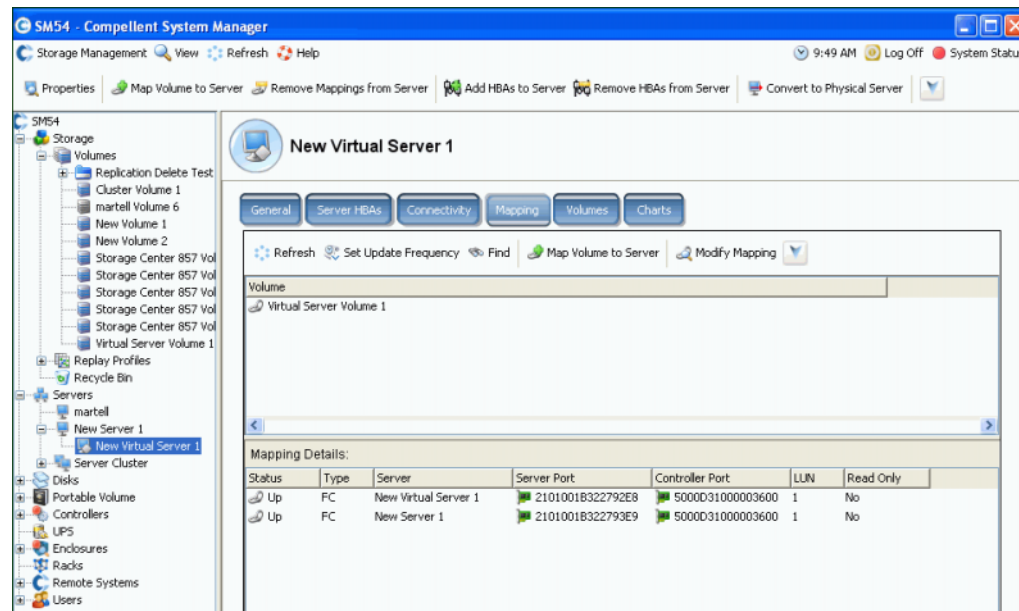 SM54 - Compellent System Manager
Storage Management View Refresh Help 9:49 AM Log Off System Statu
Properties Map Volume to Server Remove Mappings from Server Add HBAs to Server Remove HBAs from Server Convert to Physical Server
SM54
Storage
Volumes
Replication Delete Test
Cluster Volume 1
martell Volume 6
New Volume 1
New Volume 2
Storage Center 857 Vol
Storage Center 857 Vol
Storage Center 857 Vol
Storage Center 857 Vol
Storage Center 857 Vol
Virtual Server Volume 1
Replay Profiles
Recycle Bin
Servers
martell
New Server 1
New Virtual Server 1
Server Cluster
Disks
Portable Volume
Controllers
UPS
Enclosures
Racks
Remote Systems
Users
New Virtual Server 1
General Server HBAs Connectivity Mapping Volumes Charts
Refresh Set Update Frequency Find Map Volume to Server Modify Mapping
Volume
Virtual Server Volume 1
Mapping Details:
Status Type Server Server Port Controller Port LUN Read Only
Up FC New Virtual Server 1 2101001B322792E8 5000D31000003600 1 No
Up FC New Server 1 2101001B322793E9 5000D31000003600 1 No